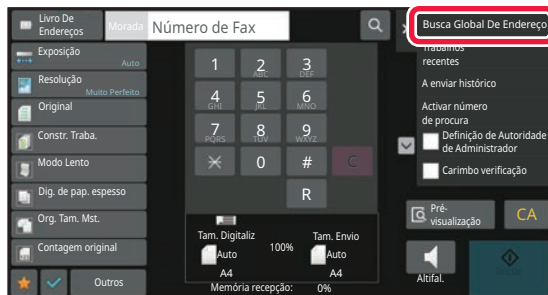 Livro De
Endereços
Morada
Número de Fax
Busca Global De Endereço
Exposição
Auto
Resolução
Muito Perfeito
Original
Constr. Traba.
Modo Lento
Dig. de pap. espesso
Org. Tam. Mst.
Contagem original
Outros
1
2
ABC
3
DEF
4
GHI
5
JKL
6
MNO
7
PQRS
8
TUV
9
WXYZ
0
#
C
R
Tam. Digitaliz
Auto
A4
100%
Tam. Envio
Auto
A4
Memória recepção: 0%
Trabalhos
recentes
A enviar histórico
Activar número
de procura
Definição de Autoridade
de Administrador
Carimbo verificação
Pré-
visualização
CA
Altifal.
Iniciar